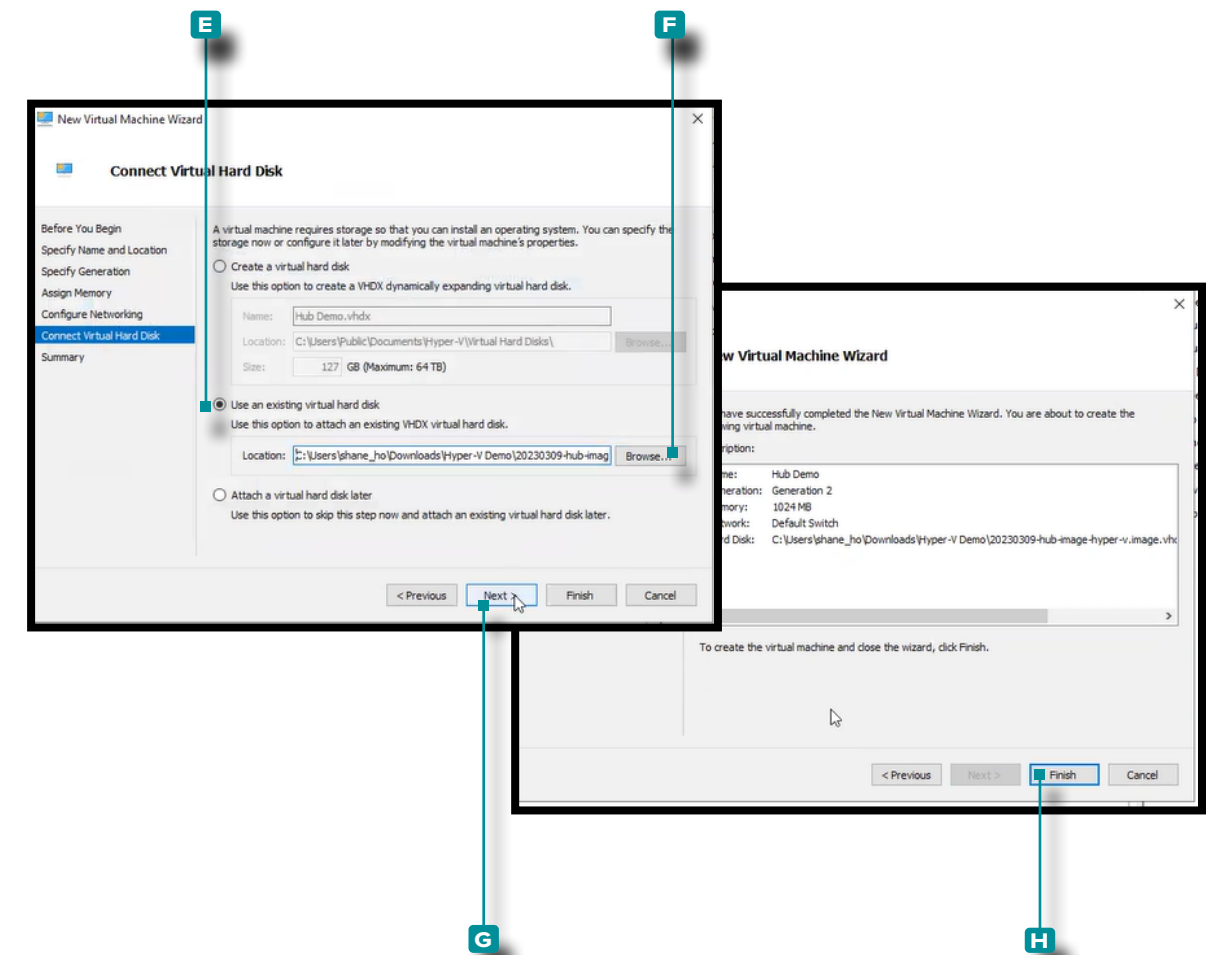 E
F
New Virtual Machine Wizard
Connect Virtual Hard Disk
Before You Begin
Specify Name and Location
Specify Generation
Assign Memory
Configure Networking
Connect Virtual Hard Disk
Summary
A virtual machine requires storage so that you can install an operating system. You can specify the
storage now or configure it later by modifying the virtual machine's properties.
Create a virtual hard disk
Use this option to create a VHDX dynamically expanding virtual hard disk.
Name: Hub Demo.vhdx
Location: C:\Users\Public\Documents\Hyper-V\Virtual Hard Disks\ Browse...
Size: 127 GB (Maximum: 64 TB)
Use an existing virtual hard disk
Use this option to attach an existing VHDX virtual hard disk.
Location: C:\Users\shane_ho\Downloads\Hyper-V Demo\20230309-hub-imag Browse...
Attach a virtual hard disk later
Use this option to skip this step now and attach an existing virtual hard disk later.
< Previous Next > Finish Cancel
Virtual Machine Wizard
have successfully completed the New Virtual Machine Wizard. You are about to create the
virtual machine.
Hub Demo
Generation 2
1024 MB
Default Switch
Disk: C:\Users\shane_ho\Downloads\Hyper-V Demo\20230309-hub-image-hyper-v.image.vhd
To create the virtual machine and close the wizard, click Finish.
< Previous Next > Finish Cancel
G
H